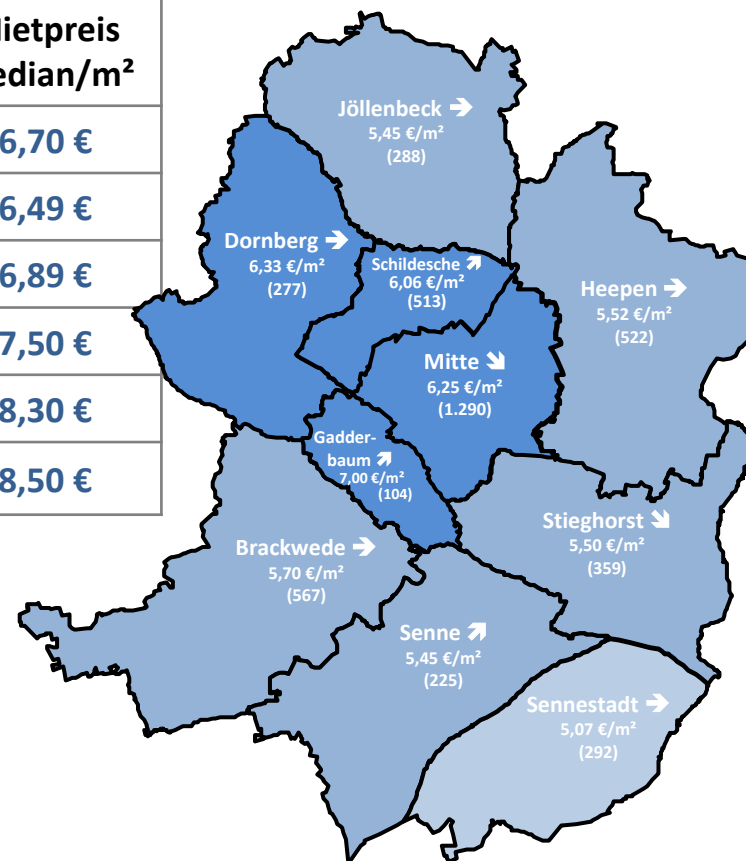 ietpreis
edian/m²
6,70 €
6,49 €
6,89 €
7,50 €
8,30 €
8,50 €
Jöllenbeck ➔
5,45 €/m²
(288)
Dornberg ➔
6,33 €/m²
(277)
Schildesche ➚
6,06 €/m²
(513)
Heepen ➔
5,52 €/m²
(522)
Mitte ➘
6,25 €/m²
(1.290)
Gadder-
baum ➚
7,00 €/m²
(104)
Stieghorst ➘
5,50 €/m²
(359)
Brackwede ➔
5,70 €/m²
(567)
Senne ➚
5,45 €/m²
(225)
Sennestadt ➔
5,07 €/m²
(292)